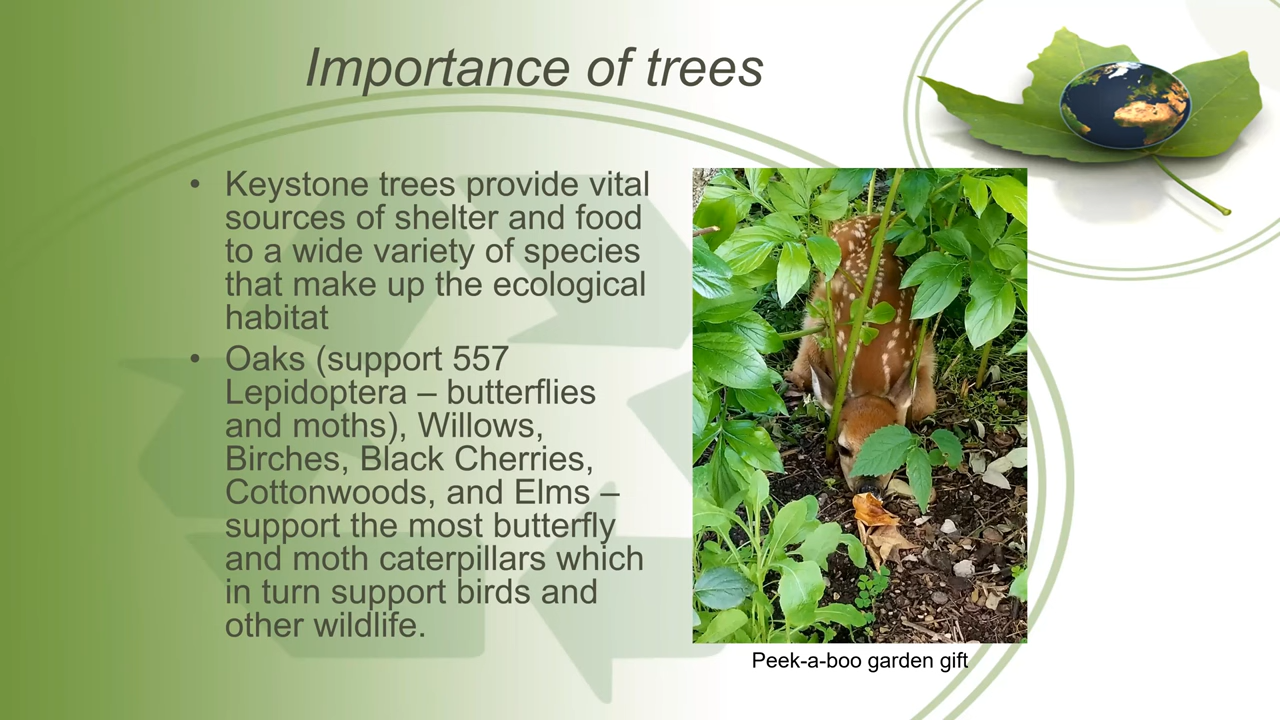 Importance of trees
• Keystone trees provide vital
sources of shelter and food
to a wide variety of species
that make up the ecological
habitat
• Oaks (support 557
Lepidoptera – butterflies
and moths), Willows,
Birches, Black Cherries,
Cottonwoods, and Elms –
support the most butterfly
and moth caterpillars which
in turn support birds and
other wildlife.
Peek-a-boo garden gift